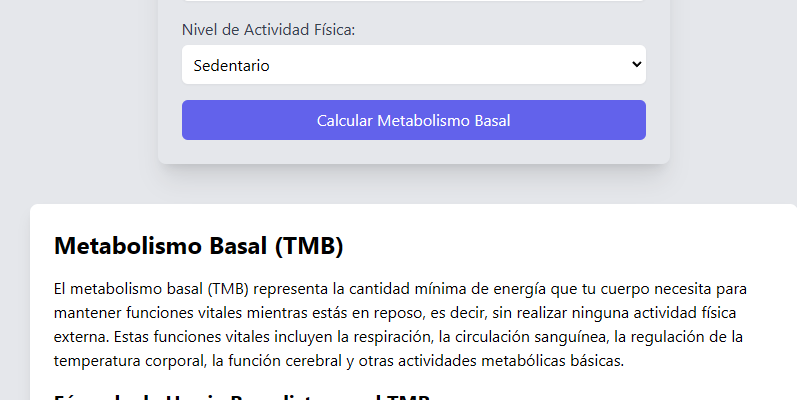 Nivel de Actividad Física:
Sedentario
Calcular Metabolismo Basal
Metabolismo Basal (TMB)
El metabolismo basal (TMB) representa la cantidad mínima de energía que tu cuerpo necesita para
mantener funciones vitales mientras estás en reposo, es decir, sin realizar ninguna actividad física
externa. Estas funciones vitales incluyen la respiración, la circulación sanguínea, la regulación de la
temperatura corporal, la función cerebral y otras actividades metabólicas básicas.